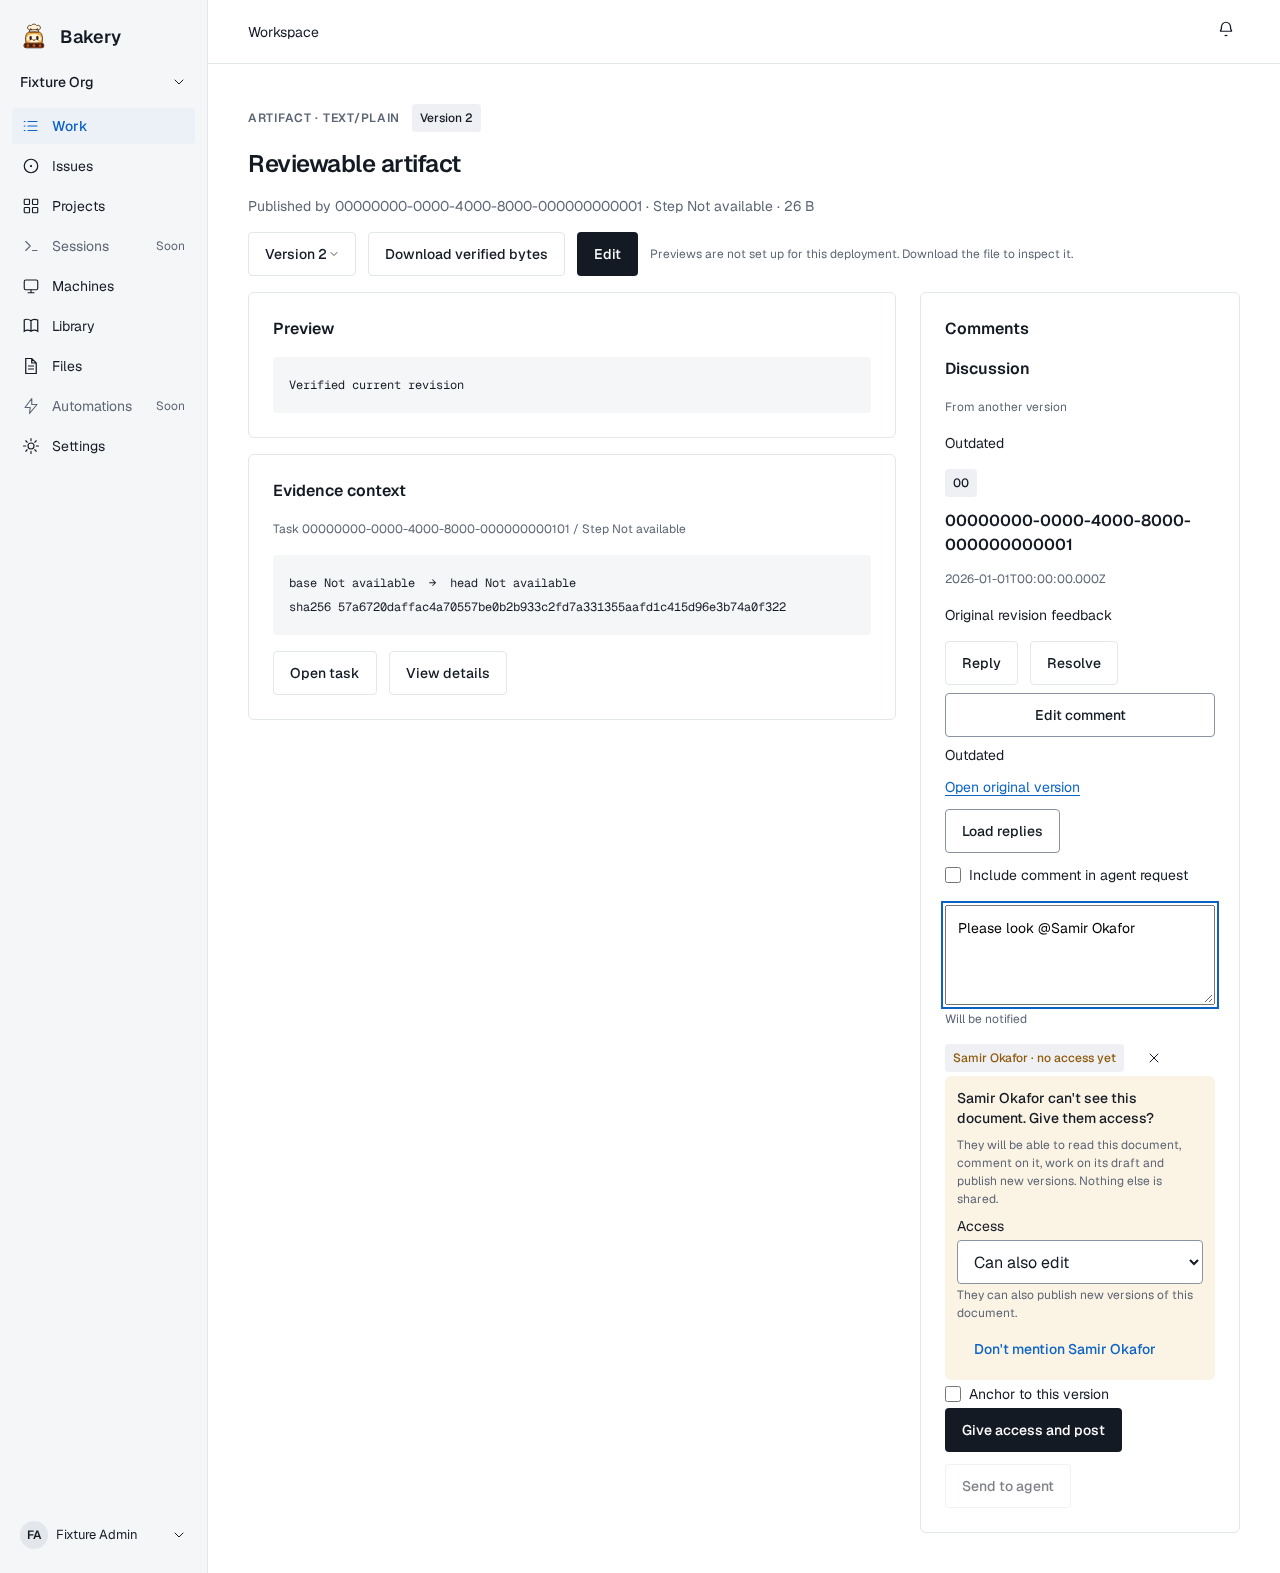 Bakery
Fixture Org
Work
Issues
Projects
Sessions Soon
Machines
Library
Files
Automations Soon
Settings
FA Fixture Admin
Workspace
ARTIFACT · TEXT/PLAIN Version 2
Reviewable artifact
Published by 00000000-0000-4000-8000-000000000001 · Step Not available · 26 B
Version 2 Download verified bytes Edit Previews are not set up for this deployment. Download the file to inspect it.
Preview
Verified current revision
Evidence context
Task 00000000-0000-4000-8000-000000000101 / Step Not available
base Not available → head Not available
sha256 57a6720daffac4a70557be0b2b933c2fd7a331355aafd1c415d96e3b74a0f322
Open task View details
Comments
Discussion
From another version
Outdated
00
00000000-0000-4000-8000-
000000000001
2026-01-01T00:00:00.000Z
Original revision feedback
Reply Resolve
Edit comment
Outdated
Open original version
Load replies
Include comment in agent request
Please look @Samir Okafor
Will be notified
Samir Okafor · no access yet
Samir Okafor can't see this
document. Give them access?
They will be able to read this document,
comment on it, work on its draft and
publish new versions. Nothing else is
shared.
Access
Can also edit
They can also publish new versions of this
document.
Don't mention Samir Okafor
Anchor to this version
Give access and post
Send to agent